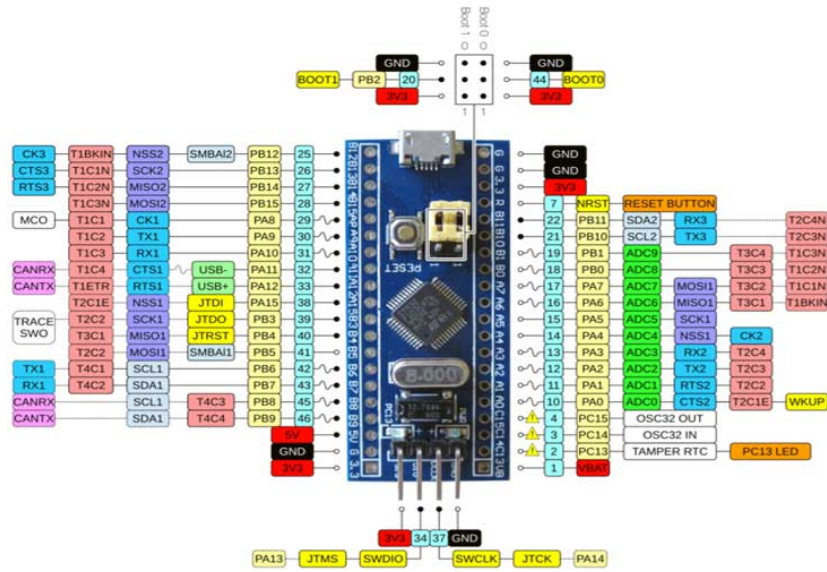 Boot 1 Boot 0
GND GND
BOOT1 PB2 20 44 BOOT0
3V3 3V3
1 1
GND
CK3 T1BKIN NSS2 SMBAl2 PB12 25 GND
CTS3 T1C1N SCK2 PB13 26 3V3
RTS3 T1C2N MISO2 PB14 27 7 NRST RESET BUTTON
T1C3N MOSI2 PB15 28 22 PB11 SDA2 RX3 T2C4N
MCO T1C1 CK1 PA8 29 21 PB10 SCL2 TX3 T2C3N
T1C2 TX1 PA9 30 19 PB1 ADC9 T3C4 T1C3N
T1C3 RX1 PA10 31 18 PB0 ADC8 T3C3 T1C2N
CANRX T1C4 CTS1 USB- PA11 32 17 PA7 ADC7 MOSI1 T3C2 T1C1N
CANTX T1ETR RTS1 USB+ PA12 33 16 PA6 ADC6 MISO1 T3C1 T1BKIN
T2C1E NSS1 JTDI PA15 38 15 PA5 ADC5 SCK1
TRACE SWO T2C2 SCK1 JTDO PB3 39 14 PA4 ADC4 NSS1 CK2
T3C1 MISO1 JTRST PB4 40 13 PA3 ADC3 RX2 T2C4
T2C2 MOSI1 SMBAl1 PB5 41 12 PA2 ADC2 TX2 T2C3
TX1 T4C1 SCL1 PB6 42 11 PA1 ADC1 RTS2 T2C2
RX1 T4C2 SDA1 PB7 43 10 PA0 ADC0 CTS2 T2C1E WKUP
CANRX SCL1 T4C3 PB8 45 4 PC15 OSC32 OUT
CANTX SDA1 T4C4 PB9 46 3 PC14 OSC32 IN
5V 2 PC13 TAMPER RTC PC13 LED
GND 1 VBAT
3V3
RESET
8.000
PC13
3V3 34 37 GND
PA13 JTMS SWDIO SWCLK JTCK PA14